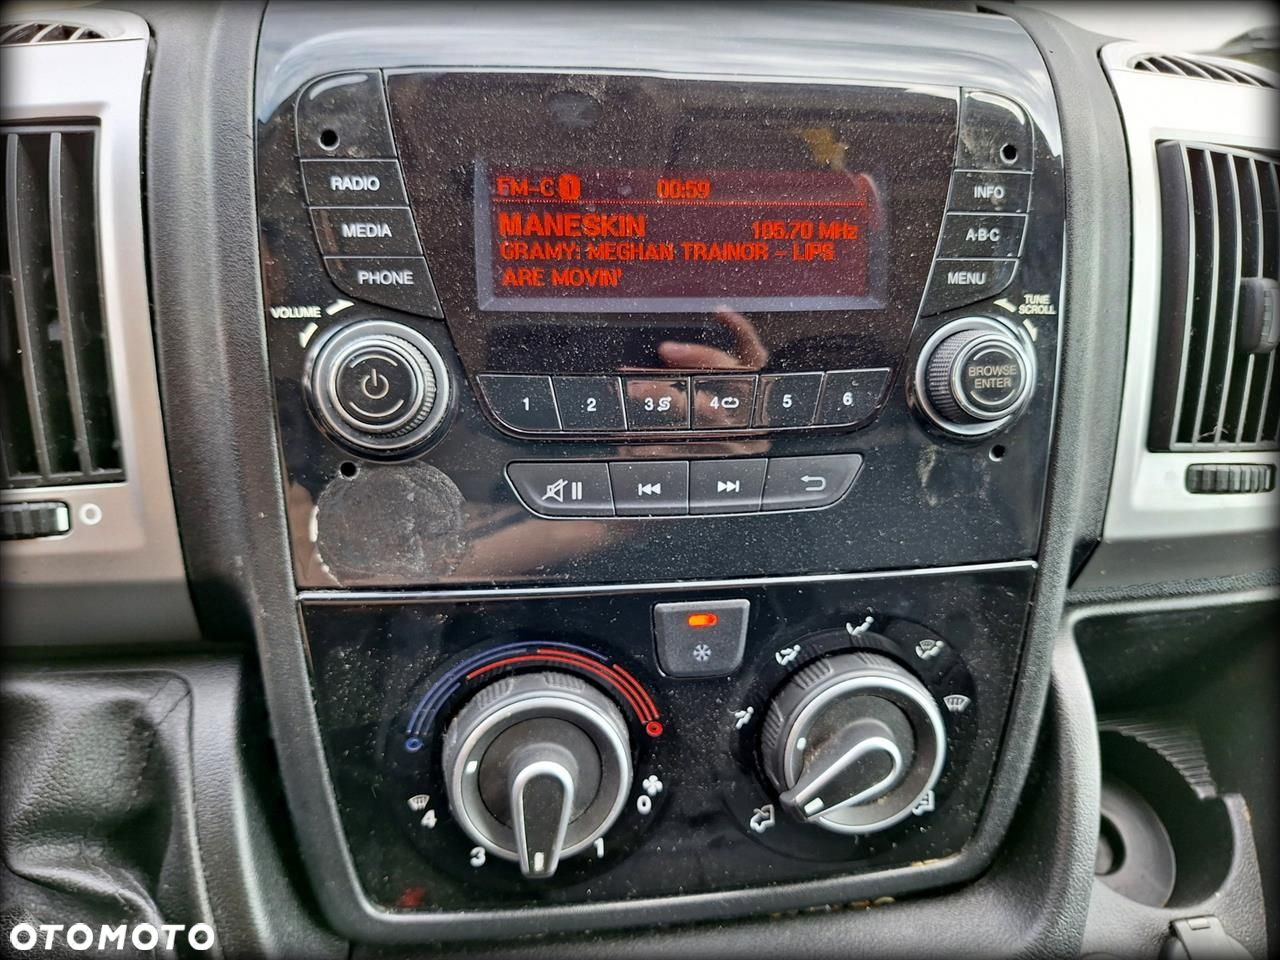 RADIO
MEDIA
PHONE
VOLUME
FM-C 1 00:59
MANESKIN 105.70 MHz
GRAMY: MEGHAN TRAINOR - LIPS
ARE MOVIN'
INFO
A·B·C
MENU
TUNE
SCROLL
BROWSE
ENTER
1 2 3 4 5 6
0
4
3 1
OTOMOTO